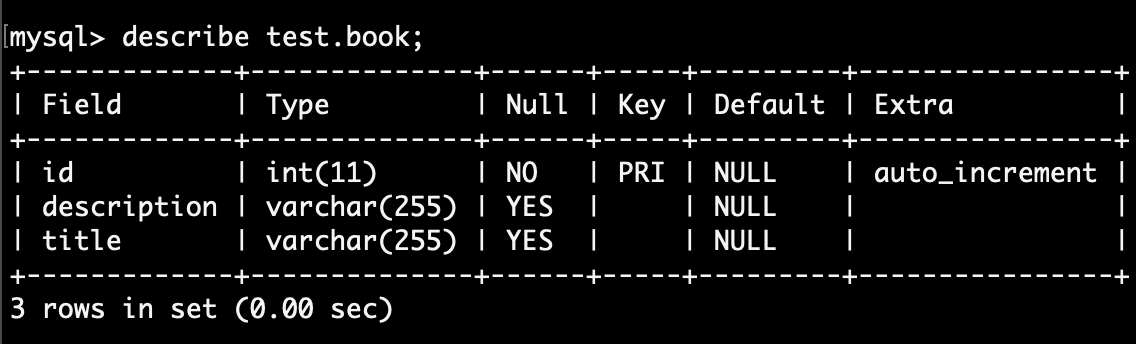 [mysql> describe test.book;
+-------------+--------------+------+-----+---------+----------------+
| Field       | Type         | Null | Key | Default | Extra          |
+-------------+--------------+------+-----+---------+----------------+
| id          | int(11)      | NO   | PRI | NULL    | auto_increment |
| description | varchar(255) | YES  |     | NULL    |                |
| title       | varchar(255) | YES  |     | NULL    |                |
+-------------+--------------+------+-----+---------+----------------+
3 rows in set (0.00 sec)